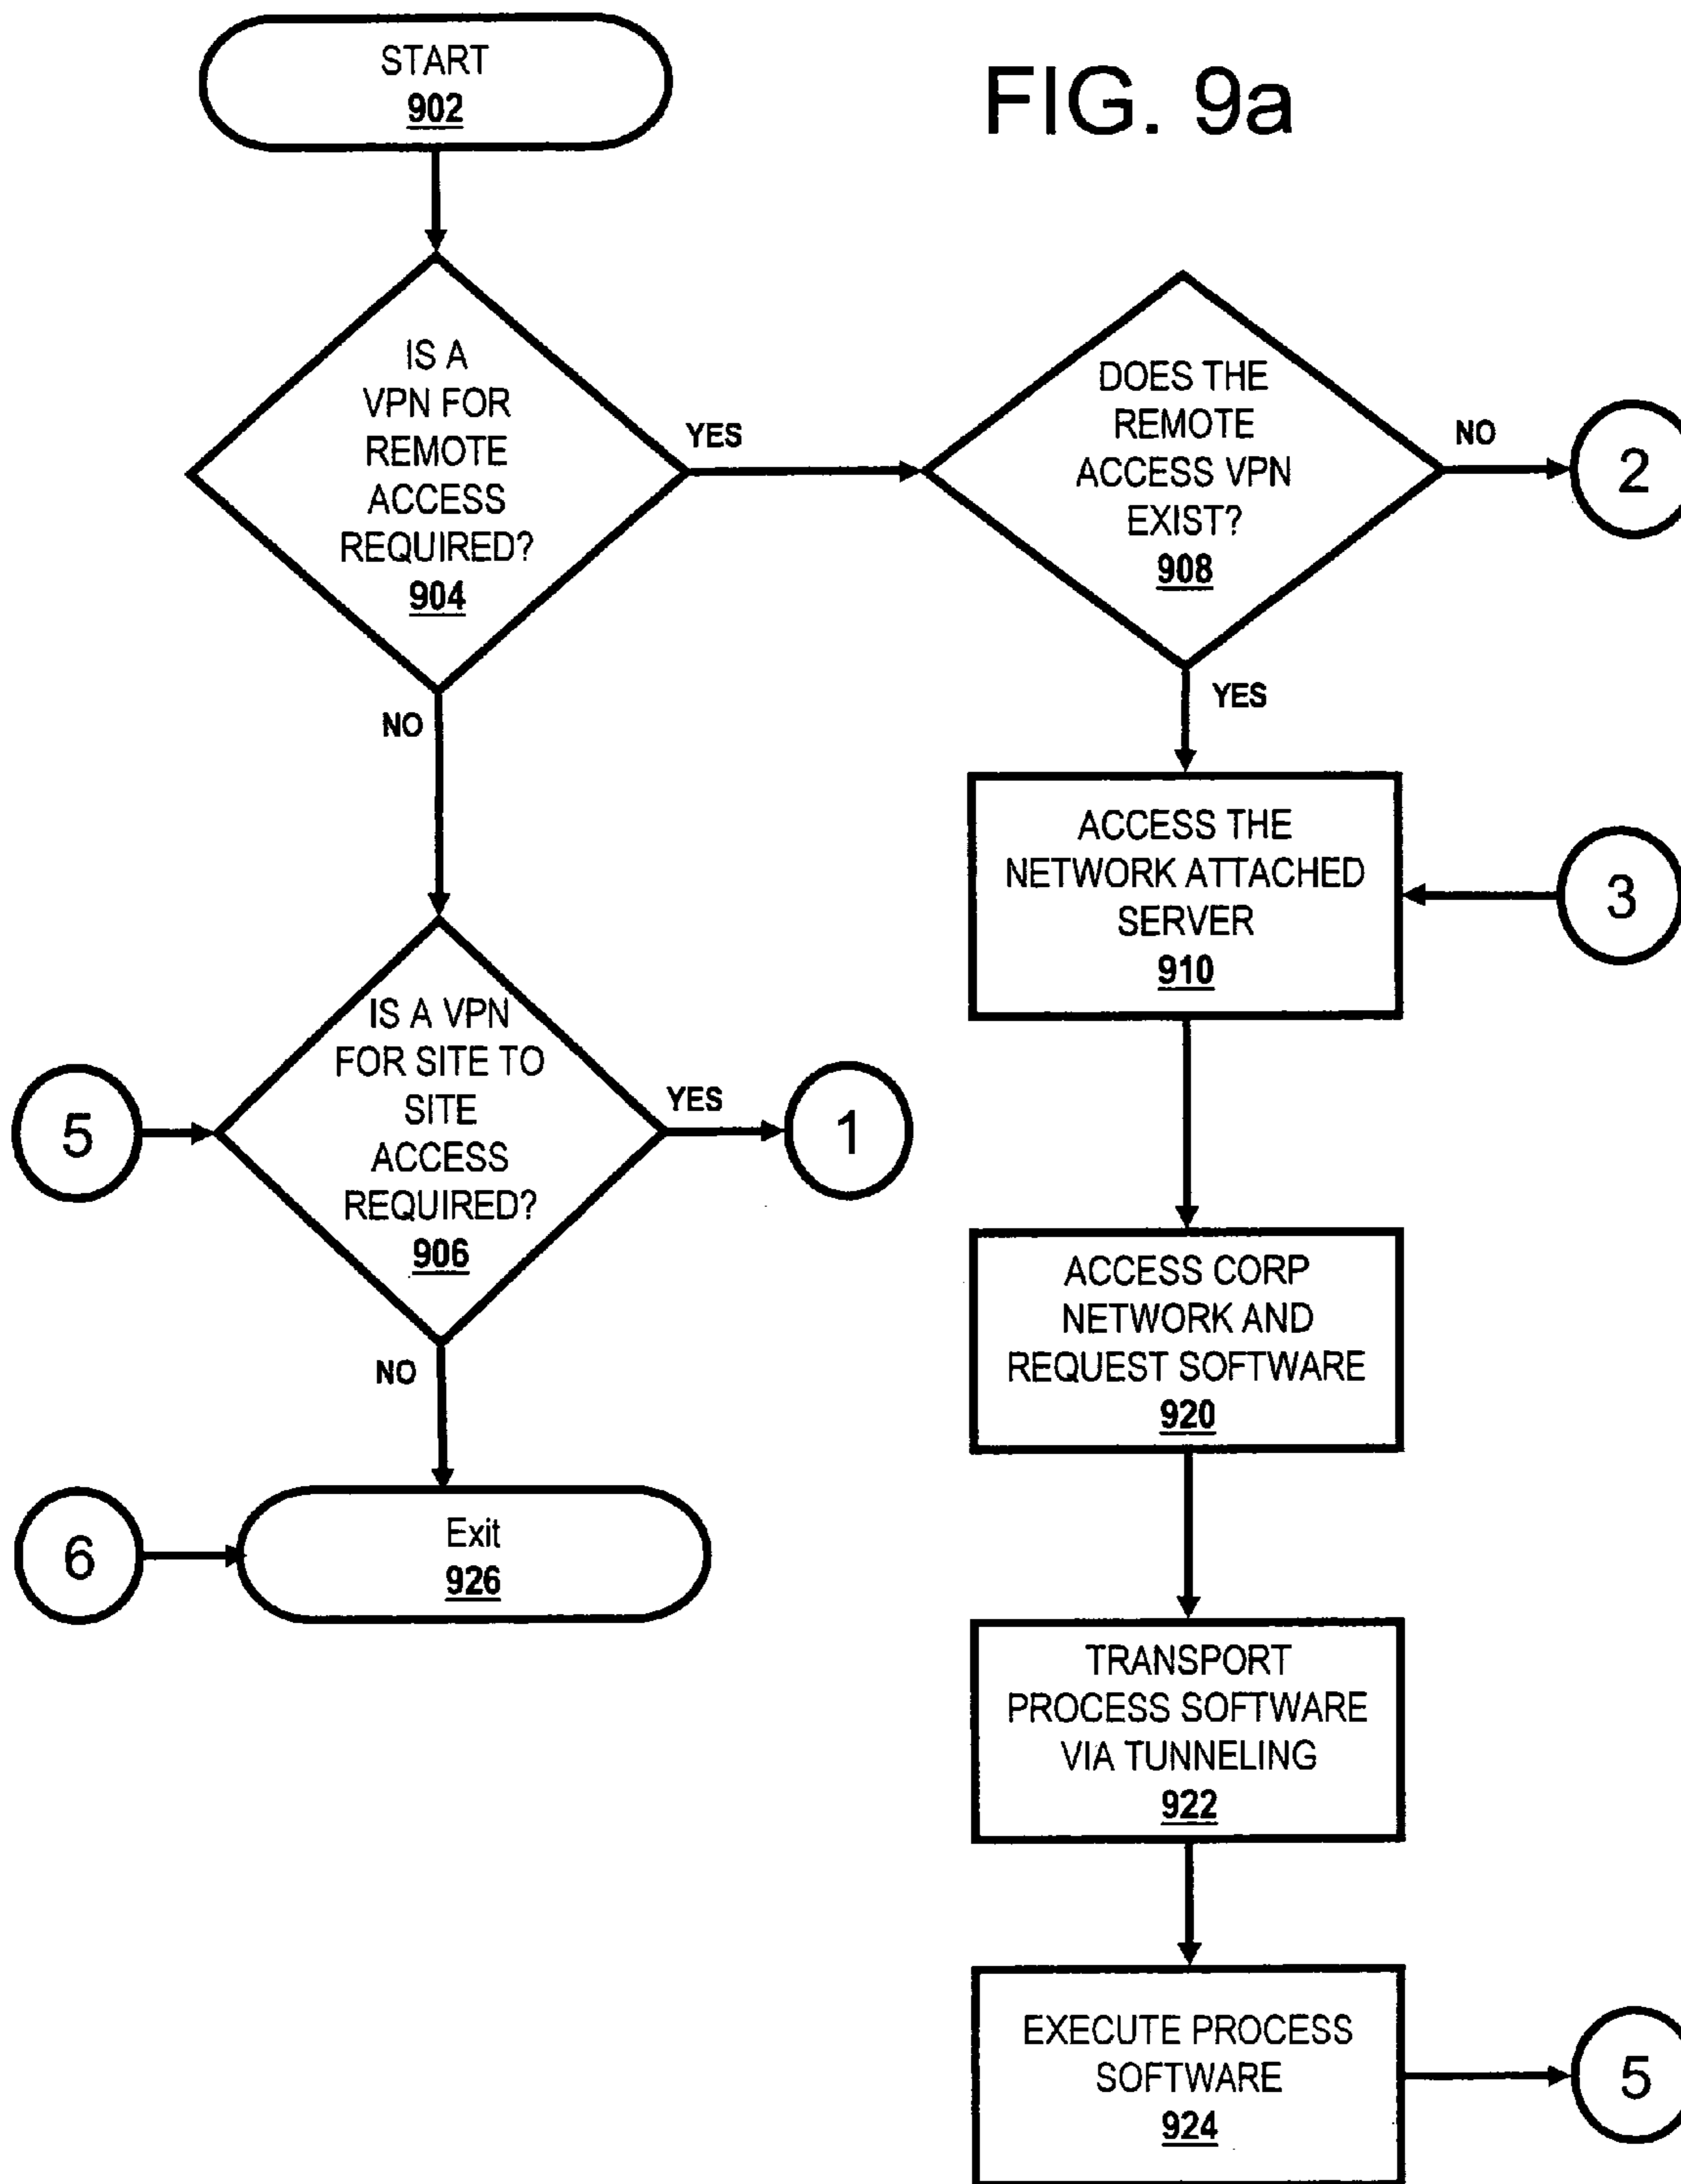 START
902
FIG. 9a
IS A
VPN FOR
REMOTE
ACCESS
REQUIRED?
904
YES
NO
DOES THE
REMOTE
ACCESS VPN
EXIST?
908
NO
2
YES
ACCESS THE
NETWORK ATTACHED
SERVER
910
3
5
IS A VPN
FOR SITE TO
SITE
ACCESS
REQUIRED?
906
YES
1
NO
ACCESS CORP
NETWORK AND
REQUEST SOFTWARE
920
6
Exit
926
TRANSPORT
PROCESS SOFTWARE
VIA TUNNELING
922
EXECUTE PROCESS
SOFTWARE
924
5